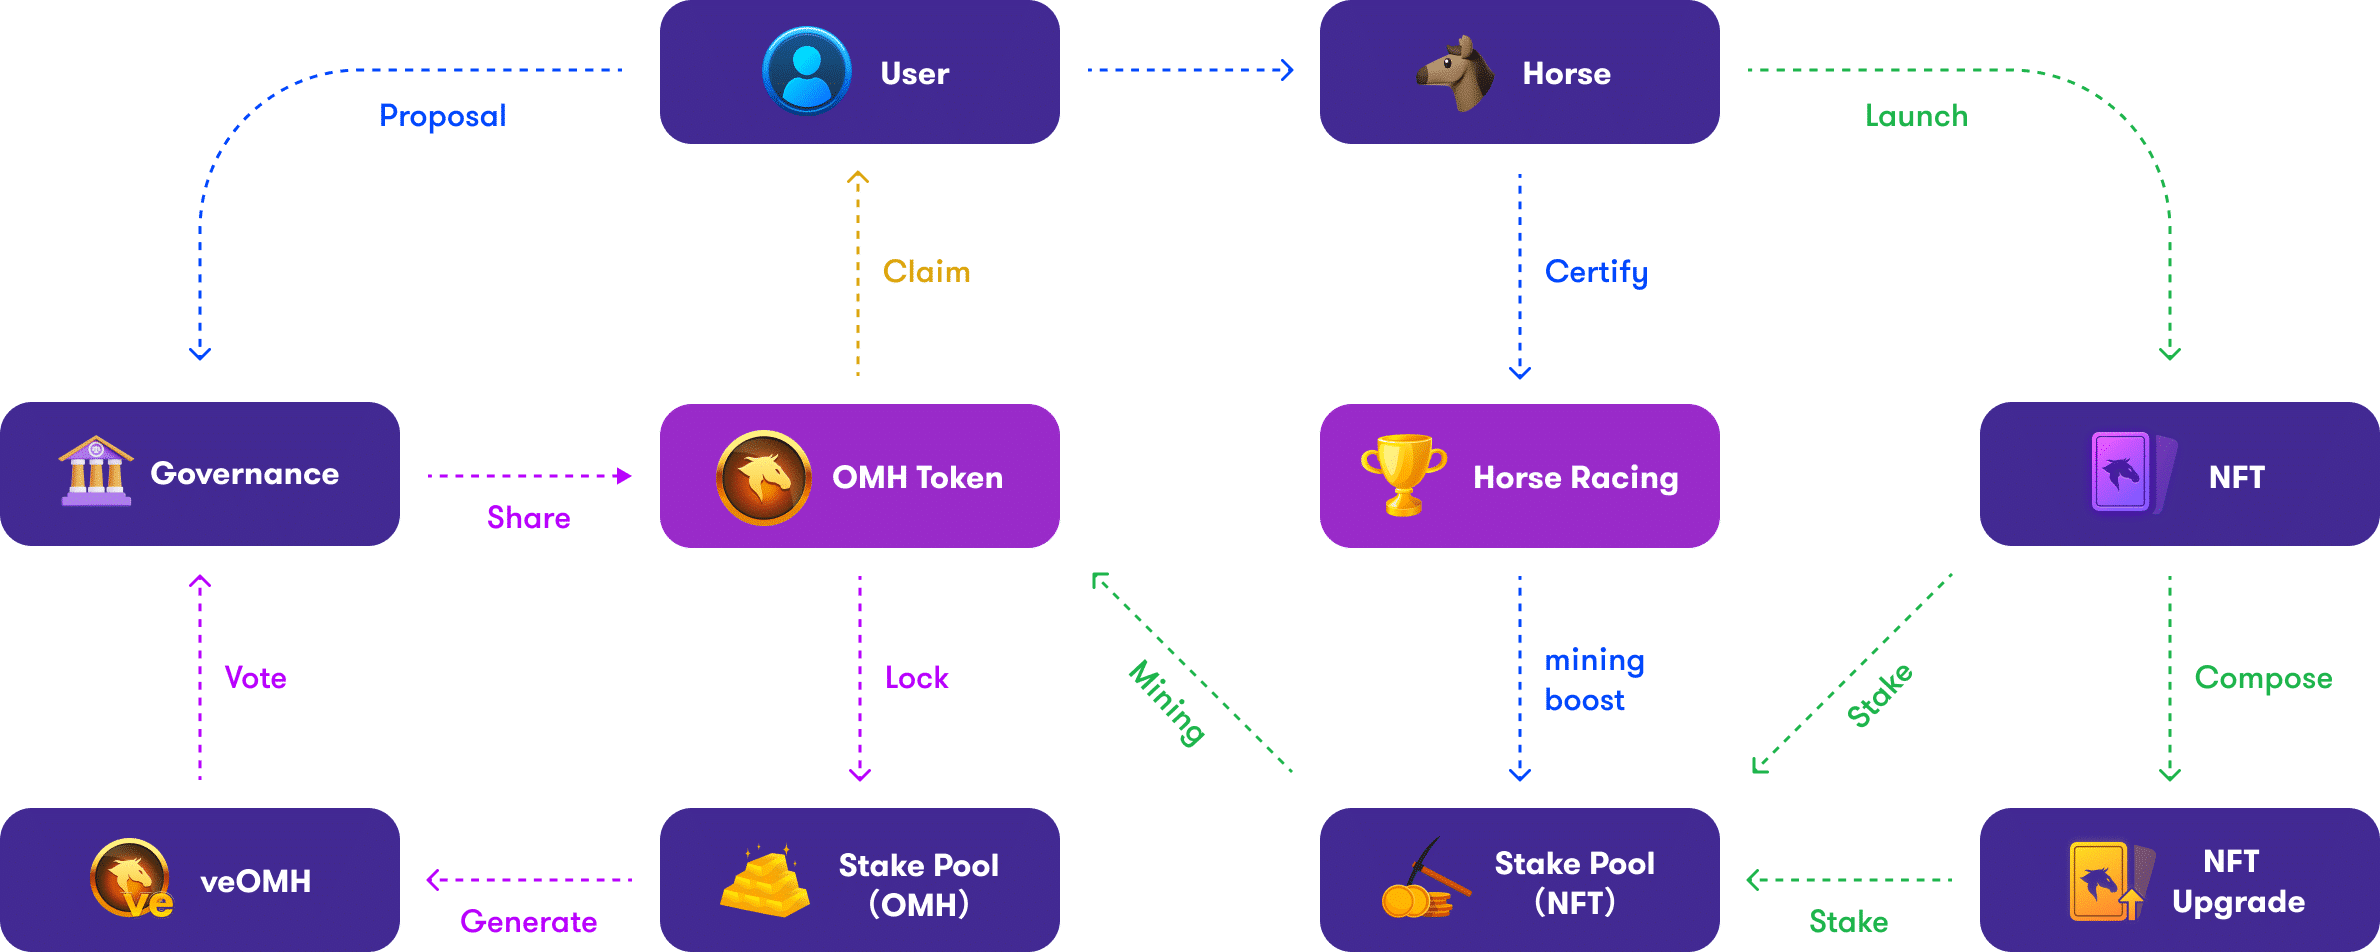 User
Horse
Proposal
Launch
Claim
Certify
Governance
Share
OMH Token
Horse Racing
NFT
Vote
Lock
Mining
mining
boost
Stake
Compose
ve
veOMH
Generate
Stake Pool
(OMH)
Stake Pool
(NFT)
Stake
NFT
Upgrade